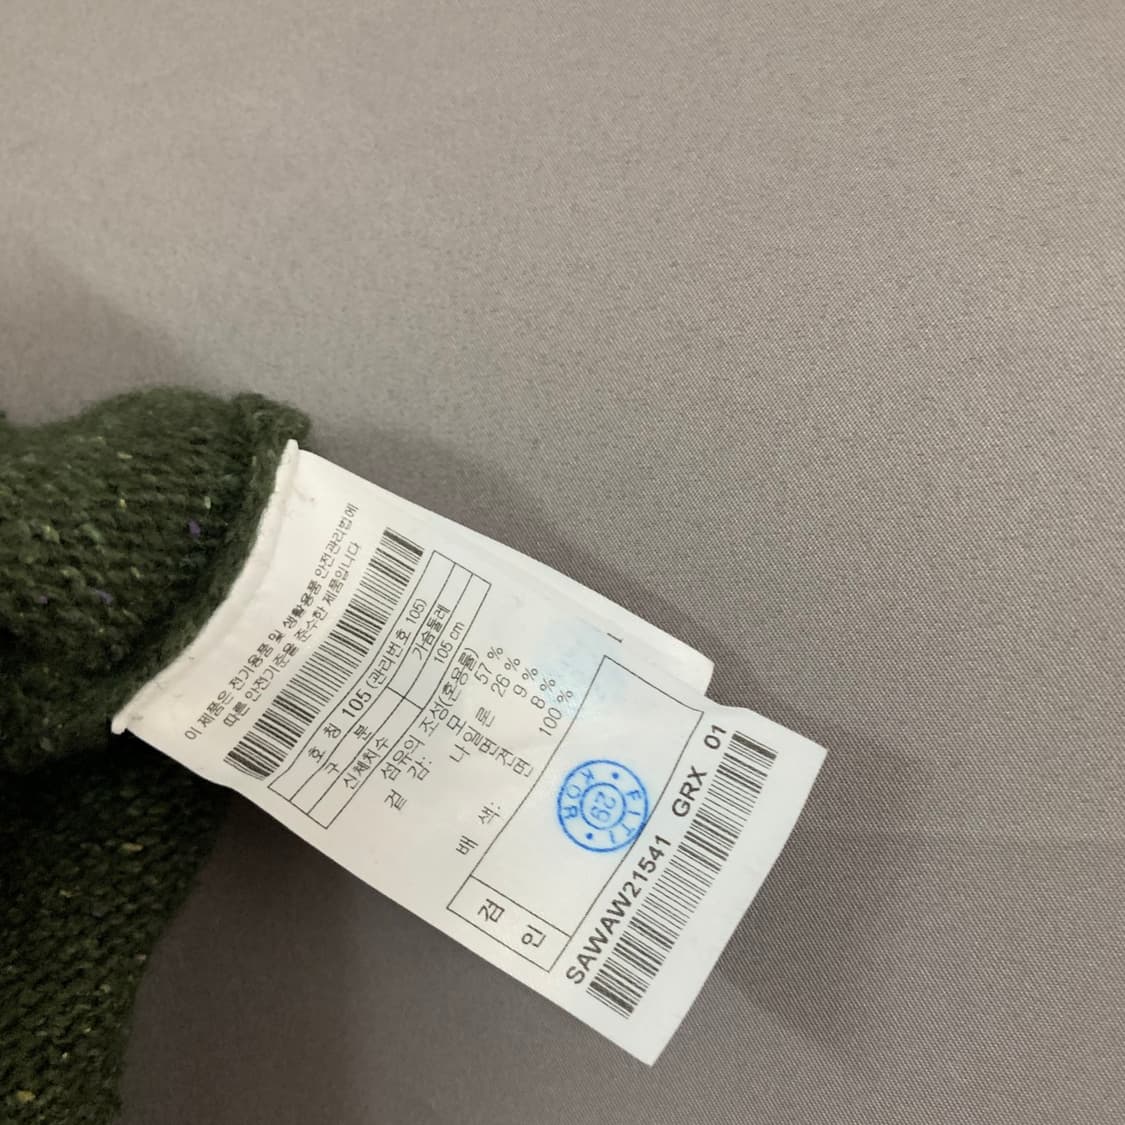 이 제품은 전기용품 및 생활용품 안전관리법에
따른 안전기준을 준수한 제품입니다
호 칭 105 (관리번호 105)
구 분 가슴둘레
신체치수 105 cm
섬유의 조성(혼용률)
겉 감: 모 57 %
나 일 론 26 %
면 9 %
8 %
배 색: 면 100 %
검
인
FITI
KOR
29
SAWAW21541 GRX 01